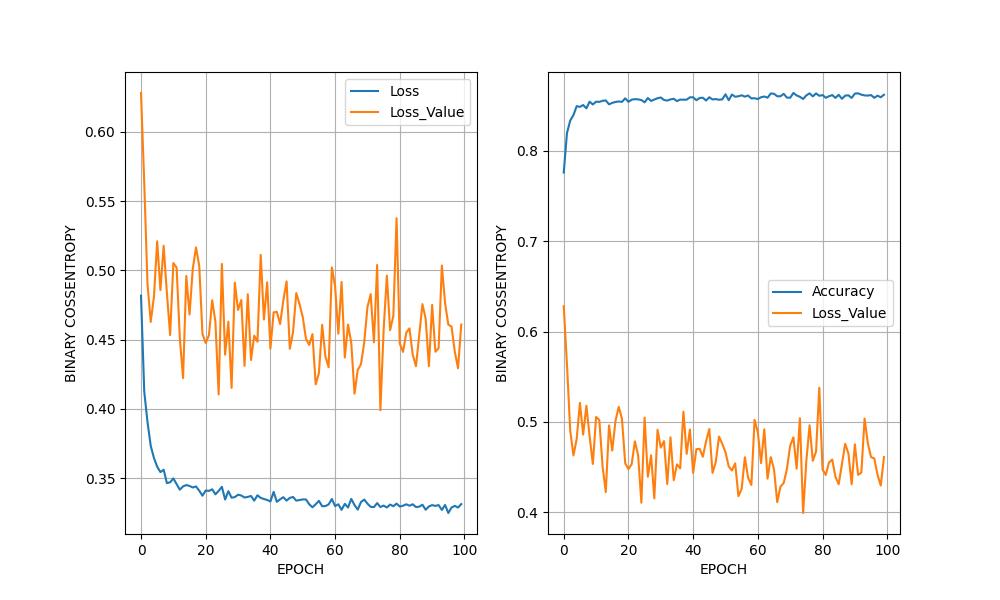 Loss
Loss_Value
0.60
0.55
0.50
0.45
0.40
0.35
BINARY COSSENTROPY
0 20 40 60 80 100
EPOCH
Accuracy
Loss_Value
0.8
0.7
0.6
0.5
0.4
BINARY COSSENTROPY
0 20 40 60 80 100
EPOCH